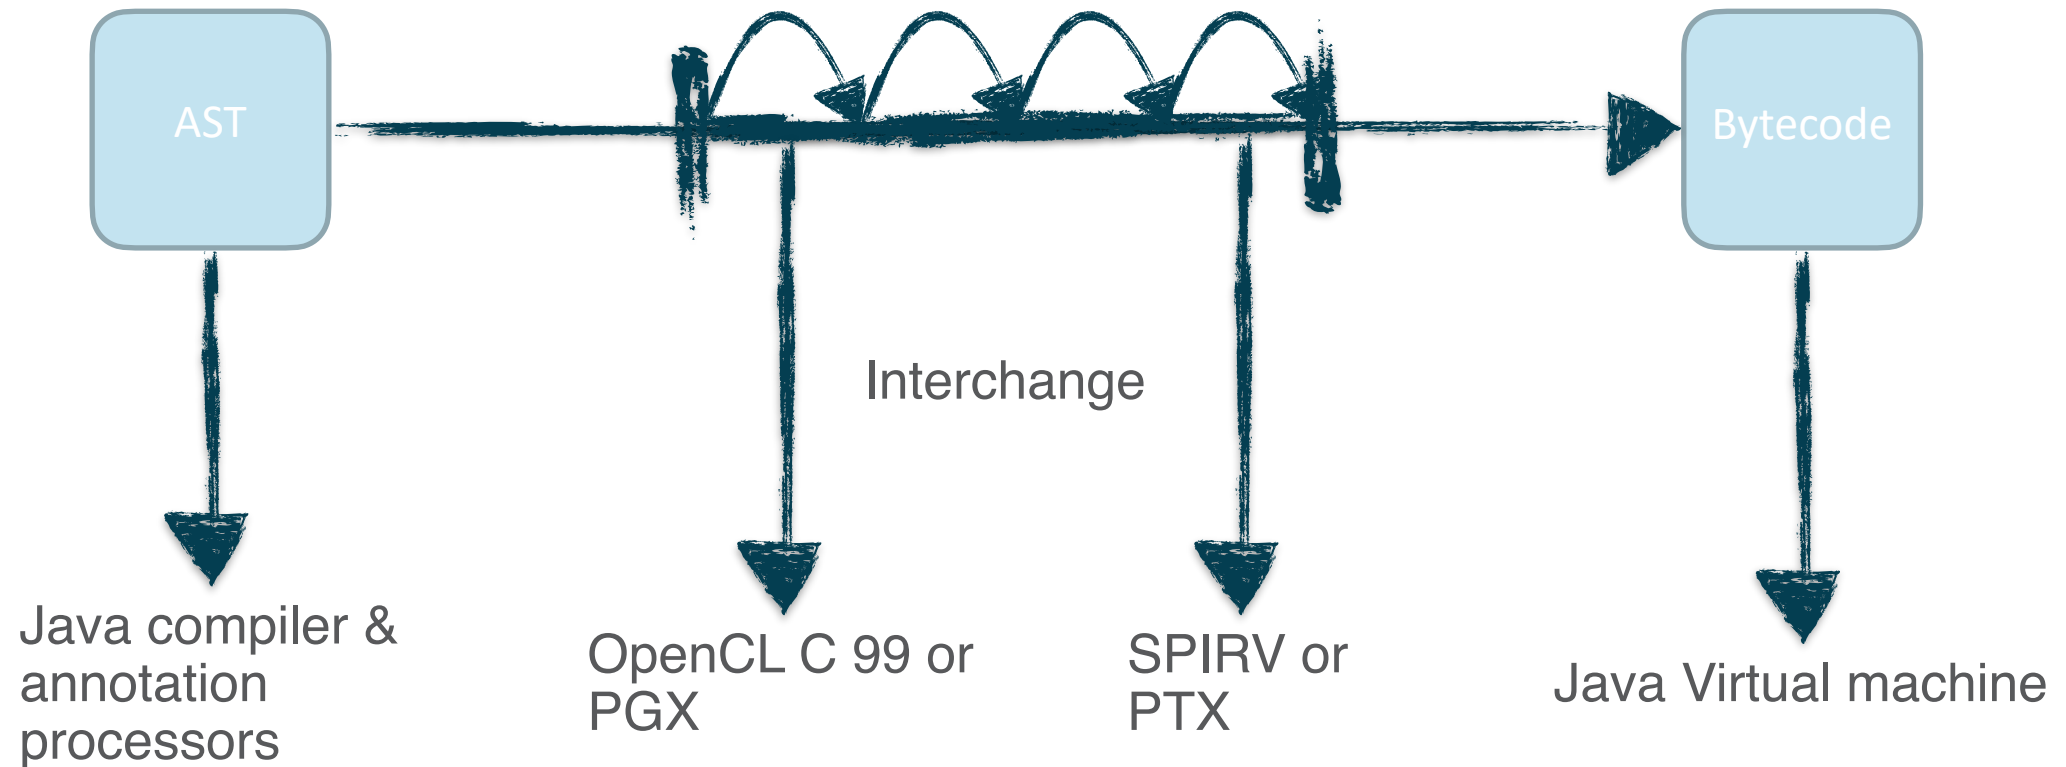 AST
Bytecode
Interchange
Java compiler &
annotation
processors
OpenCL C 99 or
PGX
SPIRV or
PTX
Java Virtual machine